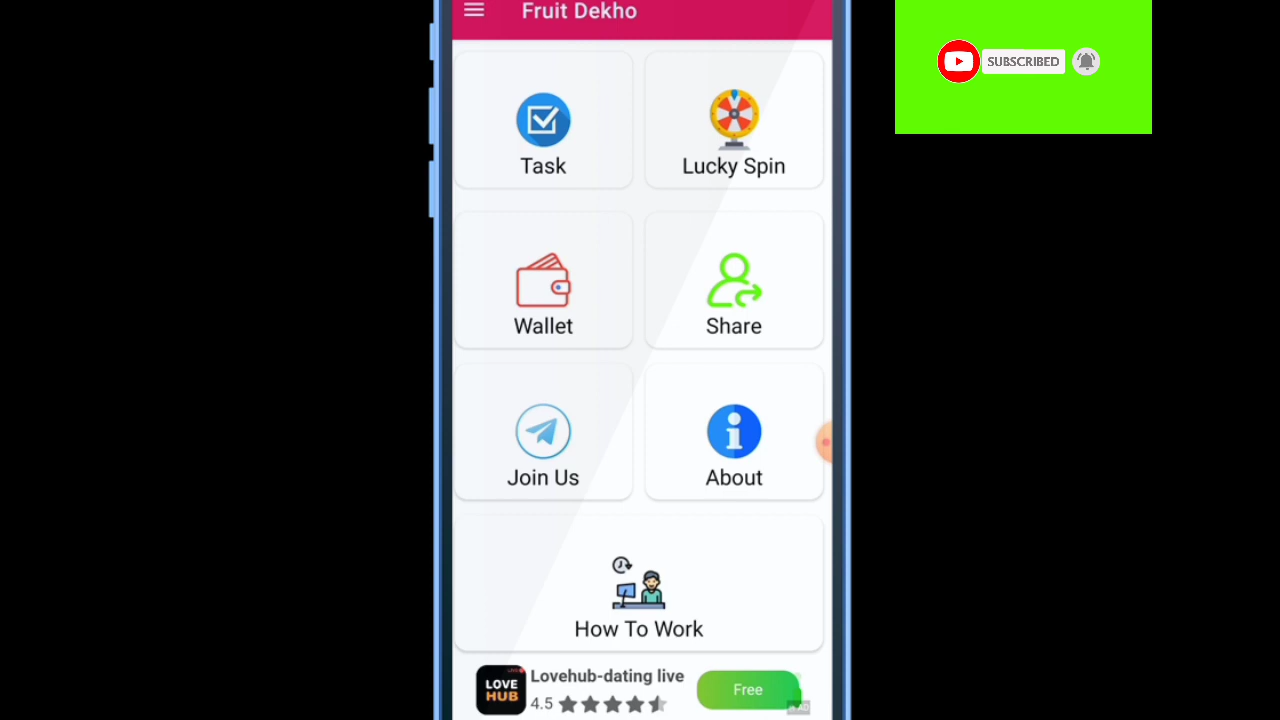 Fruit Dekho
SUBSCRIBED
Task
Lucky Spin
Wallet
Share
Join Us
About
How To Work
LOVE
HUB
Lovehub-dating live
4.5
Free